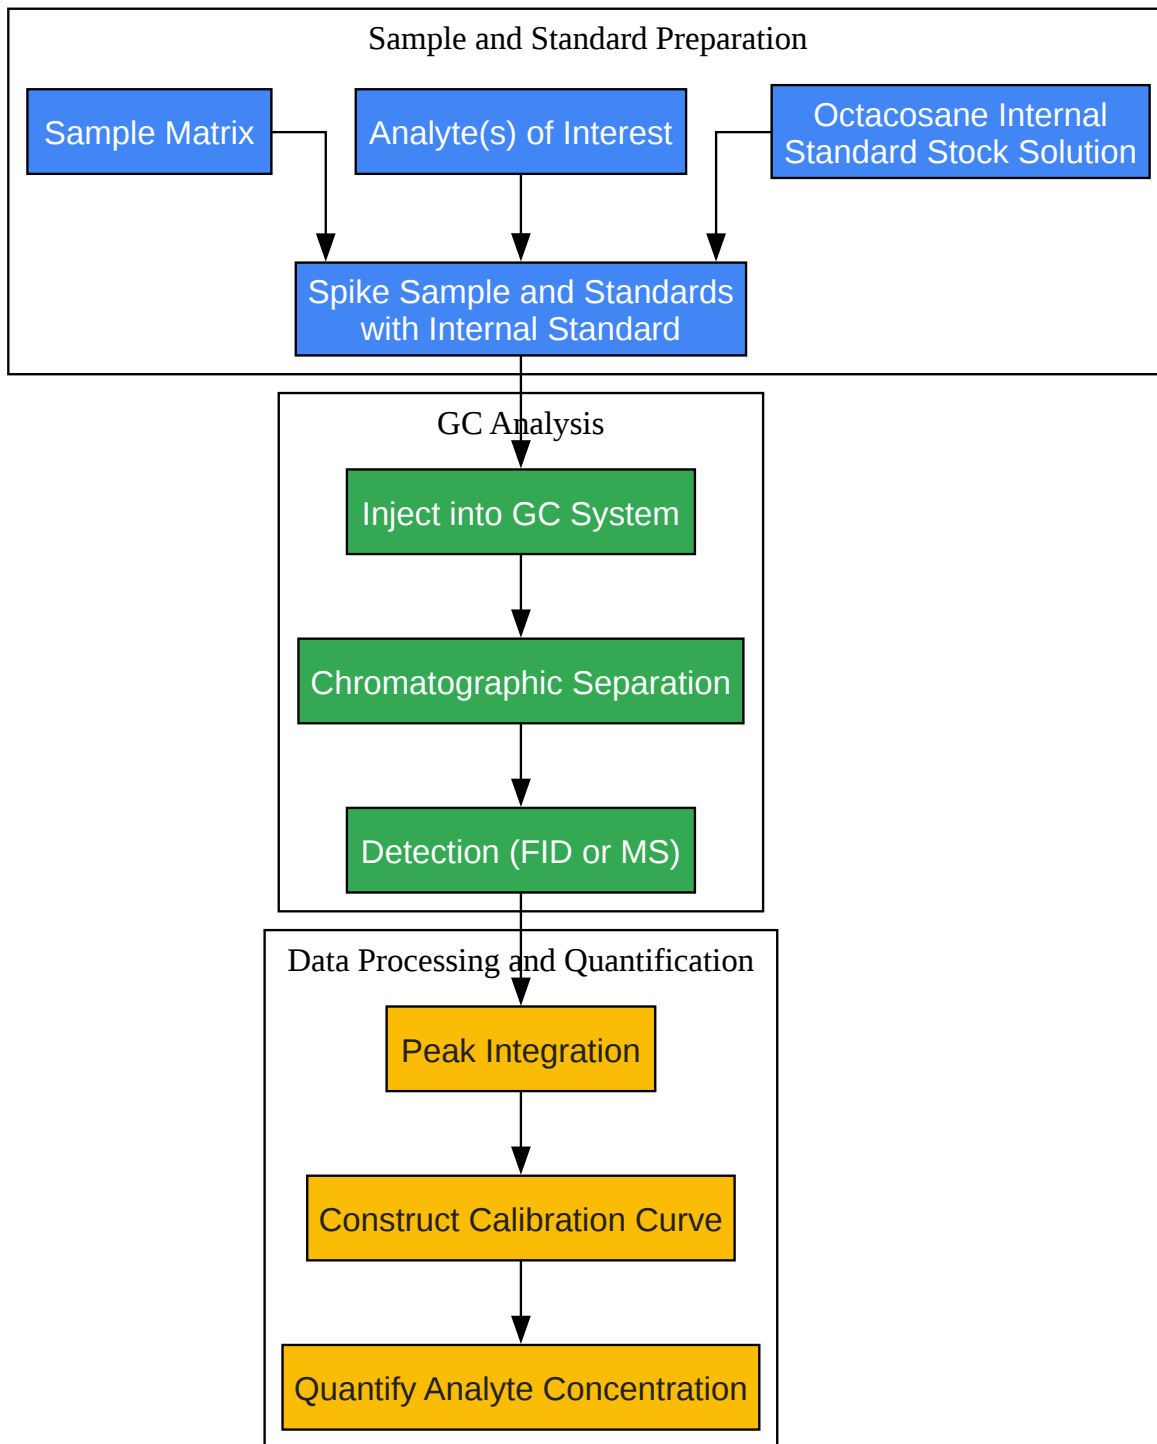 Sample and Standard Preparation
Sample Matrix
Analyte(s) of Interest
Octacosane Internal
Standard Stock Solution
Spike Sample and Standards
with Internal Standard
GC Analysis
Inject into GC System
Chromatographic Separation
Detection (FID or MS)
Data Processing and Quantification
Peak Integration
Construct Calibration Curve
Quantify Analyte Concentration